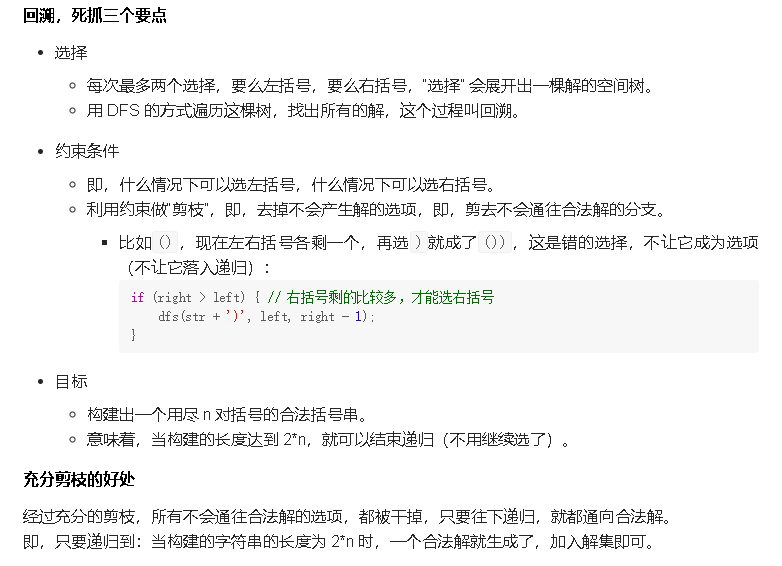 回溯，死抓三个要点
选择
每次最多两个选择，要么左括号，要么右括号，“选择” 会展开出一棵解的空间树。
用 DFS 的方式遍历这棵树，找出所有的解，这个过程叫回溯。
约束条件
即，什么情况下可以选左括号，什么情况下可以选右括号。
利用约束做“剪枝”，即，去掉不会产生解的选项，即，剪去不会通往合法解的分支。
比如 () ，现在左右括号各剩一个，再选 ) 就成了 ()) ，这是错的选择，不让它成为选项
（不让它落入递归）：
if (right > left) { // 右括号剩的比较多，才能选右括号
dfs(str + ')', left, right - 1);
}
目标
构建出一个用尽 n 对括号的合法括号串。
意味着，当构建的长度达到 2*n，就可以结束递归（不用继续选了）。
充分剪枝的好处
经过充分的剪枝，所有不会通往合法解的选项，都被干掉，只要往下递归，就都通向合法解。
即，只要递归到：当构建的字符串的长度为 2*n 时，一个合法解就生成了，加入解集即可。